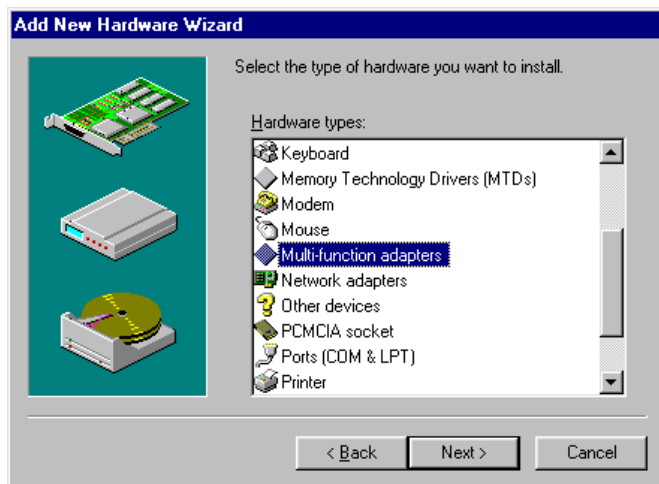 Add New Hardware Wizard
Select the type of hardware you want to install.
Hardware types:
Keyboard
Memory Technology Drivers (MTDs)
Modem
Mouse
Multi-function adapters
Network adapters
Other devices
PCMCIA socket
Ports (COM & LPT)
Printer
< Back Next > Cancel